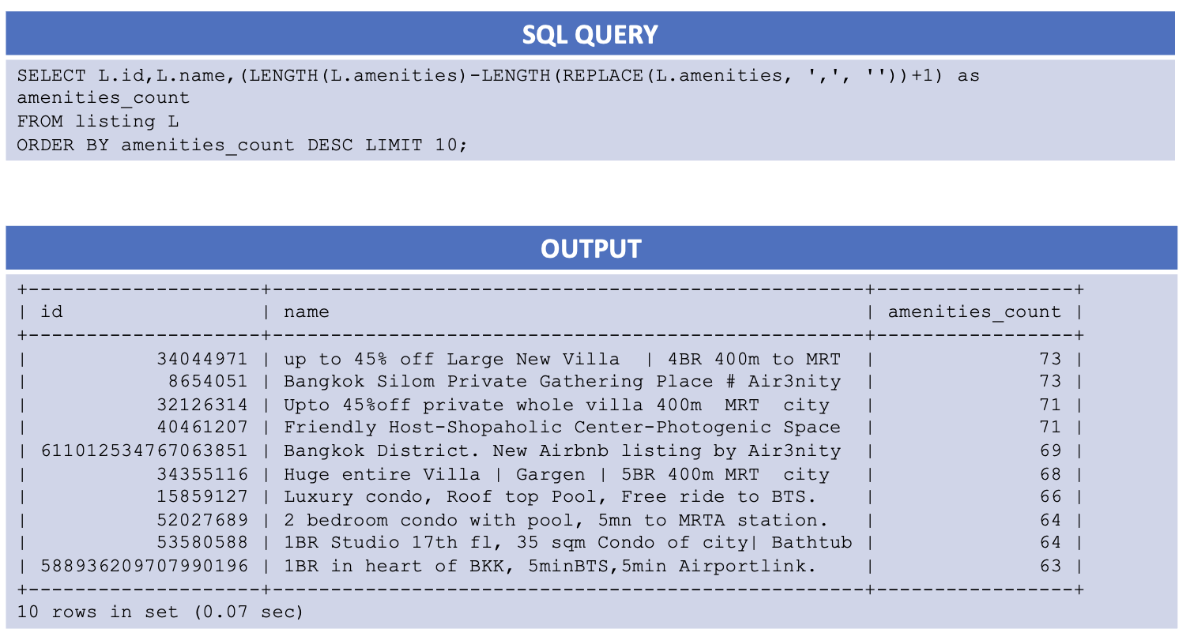 SQL QUERY
SELECT L.id,L.name,(LENGTH(L.amenities)-LENGTH(REPLACE(L.amenities, ',', ''))+1) as
amenities_count
FROM listing L
ORDER BY amenities_count DESC LIMIT 10;
OUTPUT
+--------------------+----------------------------------------------------+-----------------+
| id                 | name                                               | amenities_count |
+--------------------+----------------------------------------------------+-----------------+
|           34044971 | up to 45% off Large New Villa  | 4BR 400m to MRT   |              73 |
|            8654051 | Bangkok Silom Private Gathering Place # Air3nity   |              73 |
|           32126314 | Upto 45%off private whole villa 400m  MRT  city    |              71 |
|           40461207 | Friendly Host-Shopaholic Center-Photogenic Space   |              71 |
| 611012534767063851 | Bangkok District. New Airbnb listing by Air3nity   |              69 |
|           34355116 | Huge entire Villa | Gargen | 5BR 400m MRT  city    |              68 |
|           15859127 | Luxury condo, Roof top Pool, Free ride to BTS.     |              66 |
|           52027689 | 2 bedroom condo with pool, 5mn to MRTA station.    |              64 |
|           53580588 | 1BR Studio 17th fl, 35 sqm Condo of city| Bathtub  |              64 |
| 588936209707990196 | 1BR in heart of BKK, 5minBTS,5min Airportlink.     |              63 |
+--------------------+----------------------------------------------------+-----------------+
10 rows in set (0.07 sec)